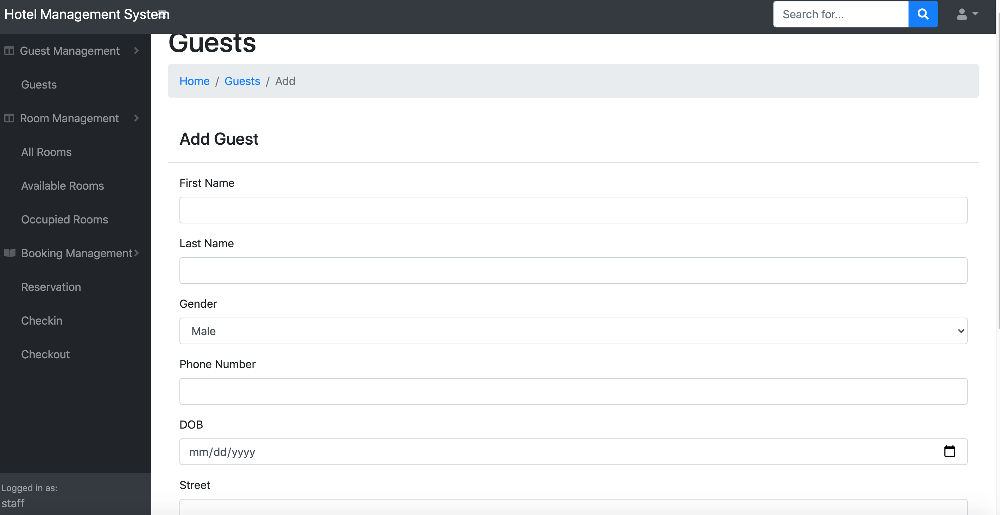 Hotel Management System
Search for...
Guest Management
Guests
Room Management
All Rooms
Available Rooms
Occupied Rooms
Booking Management
Reservation
Checkin
Checkout
Logged in as:
staff
Guests
Home / Guests / Add
Add Guest
First Name
Last Name
Gender
Male
Phone Number
DOB
mm/dd/yyyy
Street